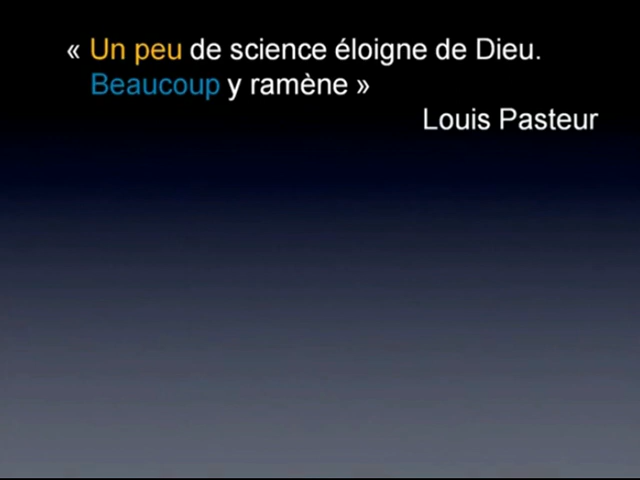 « Un peu de science éloigne de Dieu.
Beaucoup y ramène »
Louis Pasteur